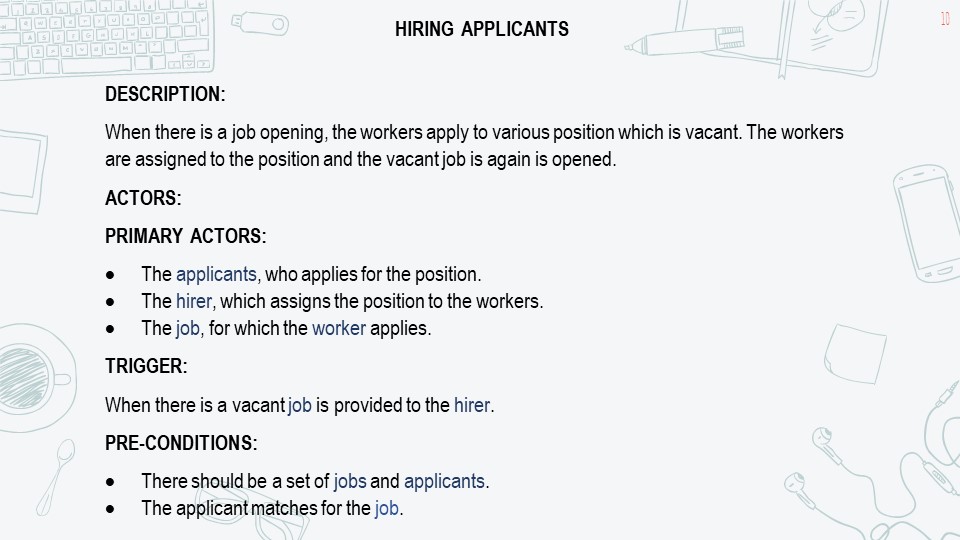 HIRING APPLICANTS
10
DESCRIPTION:
When there is a job opening, the workers apply to various position which is vacant. The workers
are assigned to the position and the vacant job is again is opened.
ACTORS:
PRIMARY ACTORS:
● The applicants, who applies for the position.
● The hirer, which assigns the position to the workers.
● The job, for which the worker applies.
TRIGGER:
When there is a vacant job is provided to the hirer.
PRE-CONDITIONS:
● There should be a set of jobs and applicants.
● The applicant matches for the job.